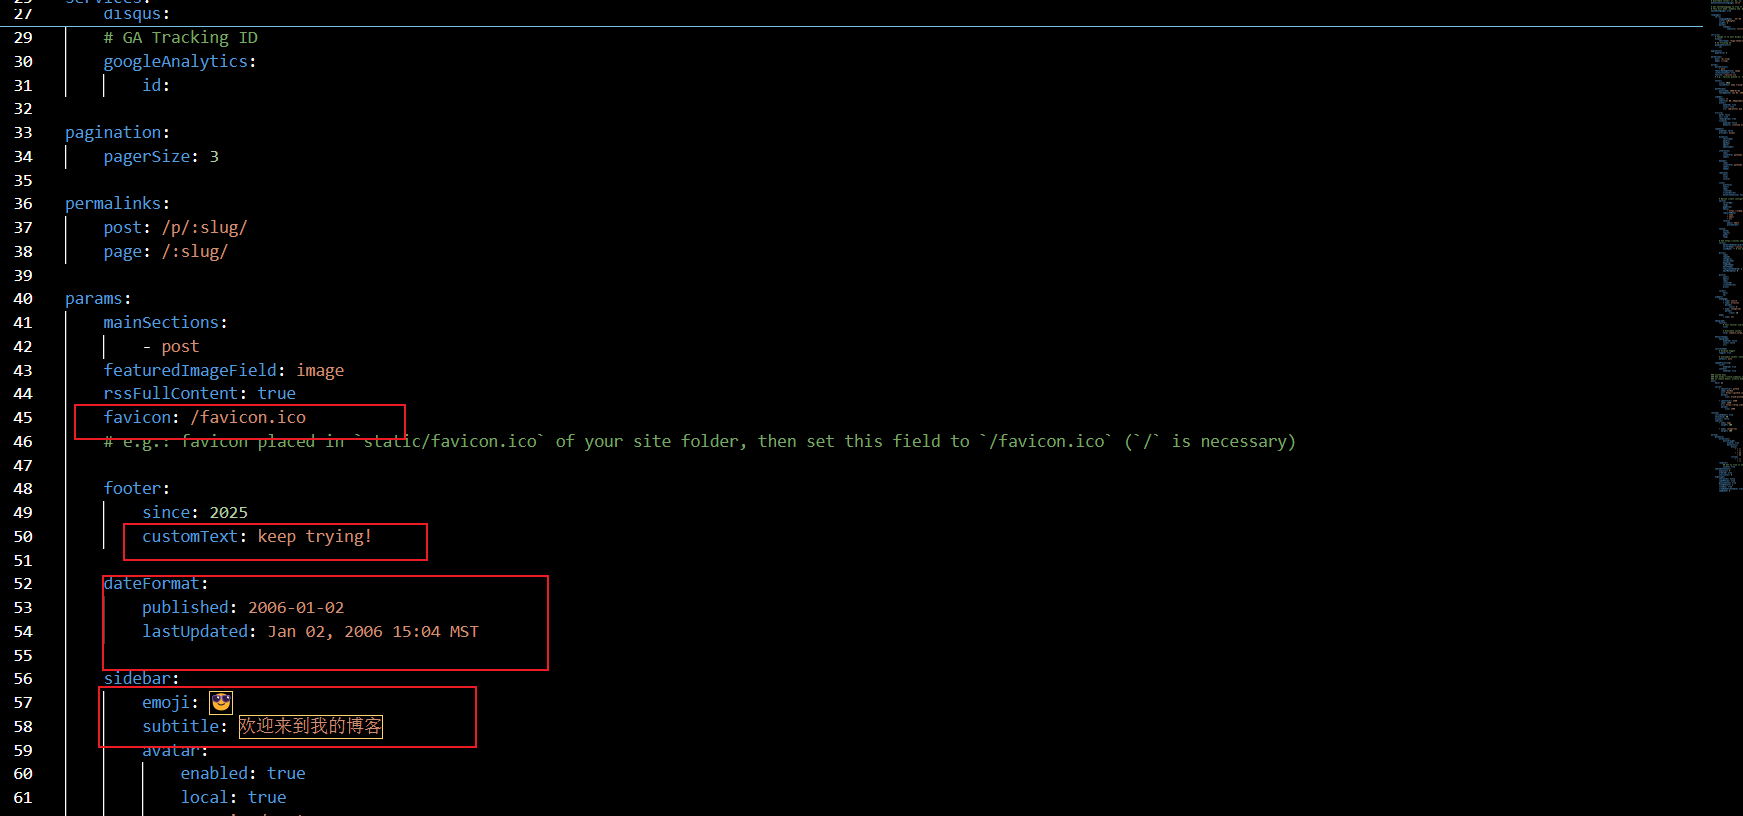 27 disqus:
29 # GA Tracking ID
30 googleAnalytics:
31 id:
32
33 pagination:
34 pagerSize: 3
35
36 permalinks:
37 post: /p/:slug/
38 page: /:slug/
39
40 params:
41 mainSections:
42 - post
43 featuredImageField: image
44 rssFullContent: true
45 favicon: /favicon.ico
46 # e.g.: favicon placed in `static/favicon.ico` of your site folder, then set this field to `/favicon.ico` (`/` is necessary)
47
48 footer:
49 since: 2025
50 customText: keep trying!
51
52 dateFormat:
53 published: 2006-01-02
54 lastUpdated: Jan 02, 2006 15:04 MST
55
56 sidebar:
57 emoji: 😎
58 subtitle: 欢迎来到我的博客
59 avatar:
60 enabled: true
61 local: true